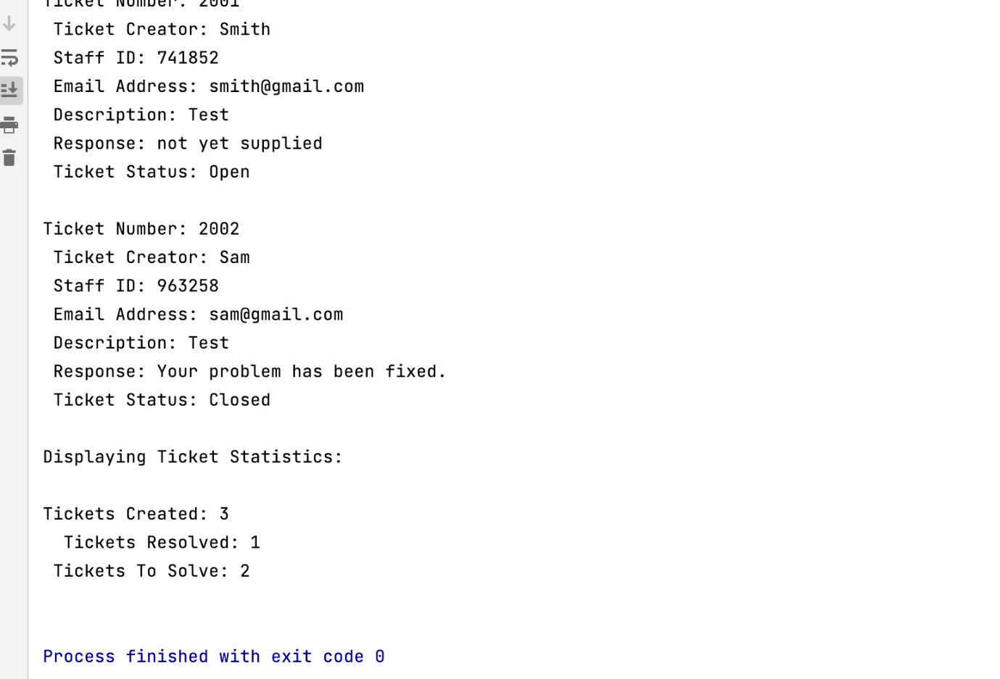 Ticket Number: 2001
Ticket Creator: Smith
Staff ID: 741852
Email Address: smith@gmail.com
Description: Test
Response: not yet supplied
Ticket Status: Open
Ticket Number: 2002
Ticket Creator: Sam
Staff ID: 963258
Email Address: sam@gmail.com
Description: Test
Response: Your problem has been fixed.
Ticket Status: Closed
Displaying Ticket Statistics:
Tickets Created: 3
Tickets Resolved: 1
Tickets To Solve: 2
Process finished with exit code 0